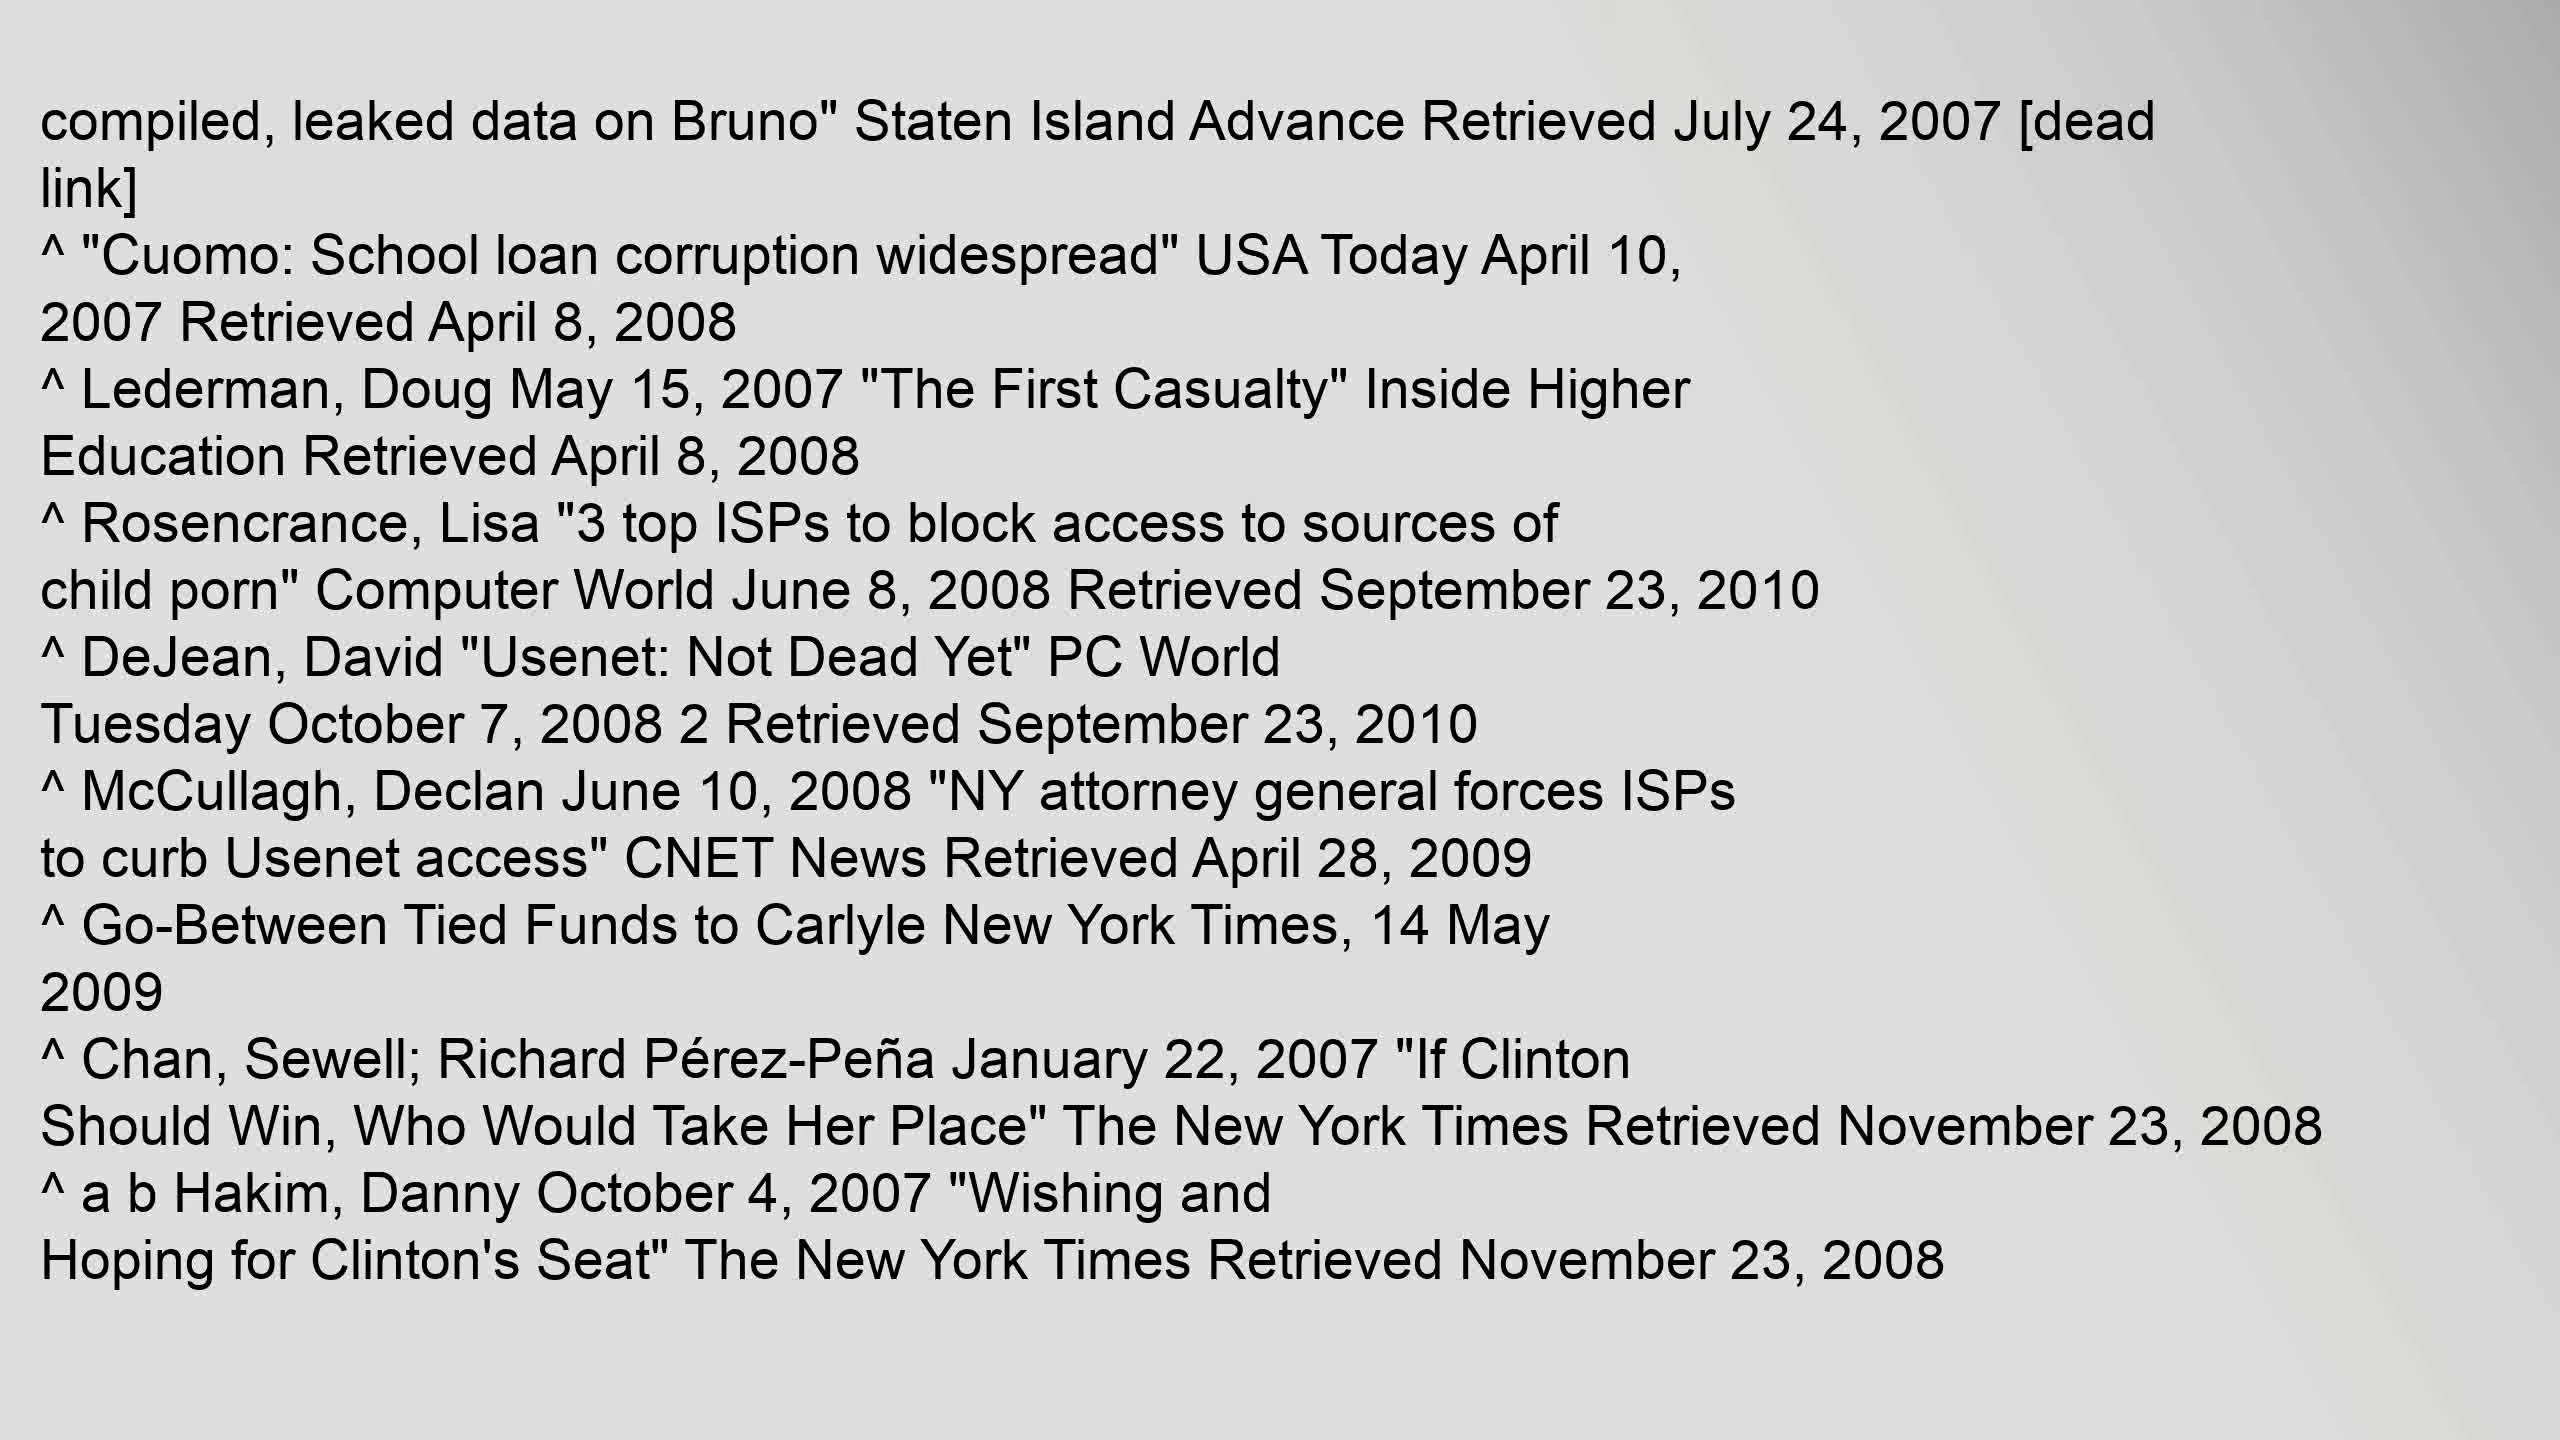 compiled, leaked data on Bruno" Staten Island Advance Retrieved July 24, 2007 [dead
link]
^ "Cuomo: School loan corruption widespread" USA Today April 10,
2007 Retrieved April 8, 2008
^ Lederman, Doug May 15, 2007 "The First Casualty" Inside Higher
Education Retrieved April 8, 2008
^ Rosencrance, Lisa "3 top ISPs to block access to sources of
child porn" Computer World June 8, 2008 Retrieved September 23, 2010
^ DeJean, David "Usenet: Not Dead Yet" PC World
Tuesday October 7, 2008 2 Retrieved September 23, 2010
^ McCullagh, Declan June 10, 2008 "NY attorney general forces ISPs
to curb Usenet access" CNET News Retrieved April 28, 2009
^ Go-Between Tied Funds to Carlyle New York Times, 14 May
2009
^ Chan, Sewell; Richard Pérez-Peña January 22, 2007 "If Clinton
Should Win, Who Would Take Her Place" The New York Times Retrieved November 23, 2008
^ a b Hakim, Danny October 4, 2007 "Wishing and
Hoping for Clinton's Seat" The New York Times Retrieved November 23, 2008